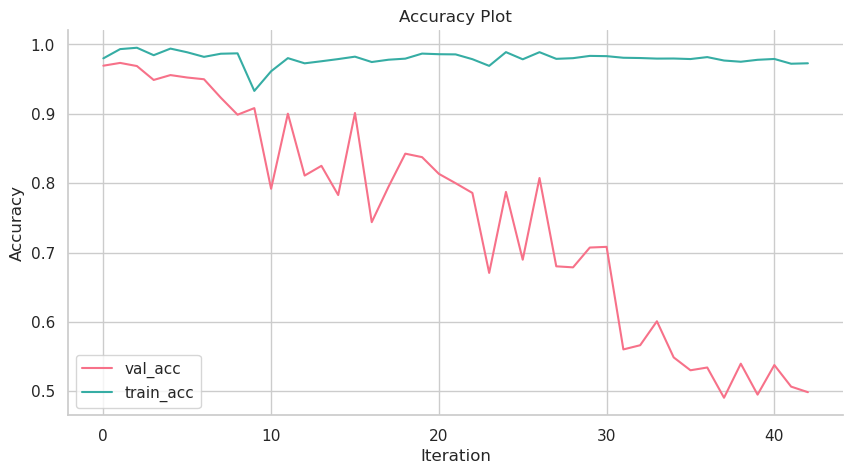 Accuracy Plot
Accuracy
1.0
0.9
0.8
0.7
0.6
0.5
val_acc
train_acc
0 10 20 30 40
Iteration